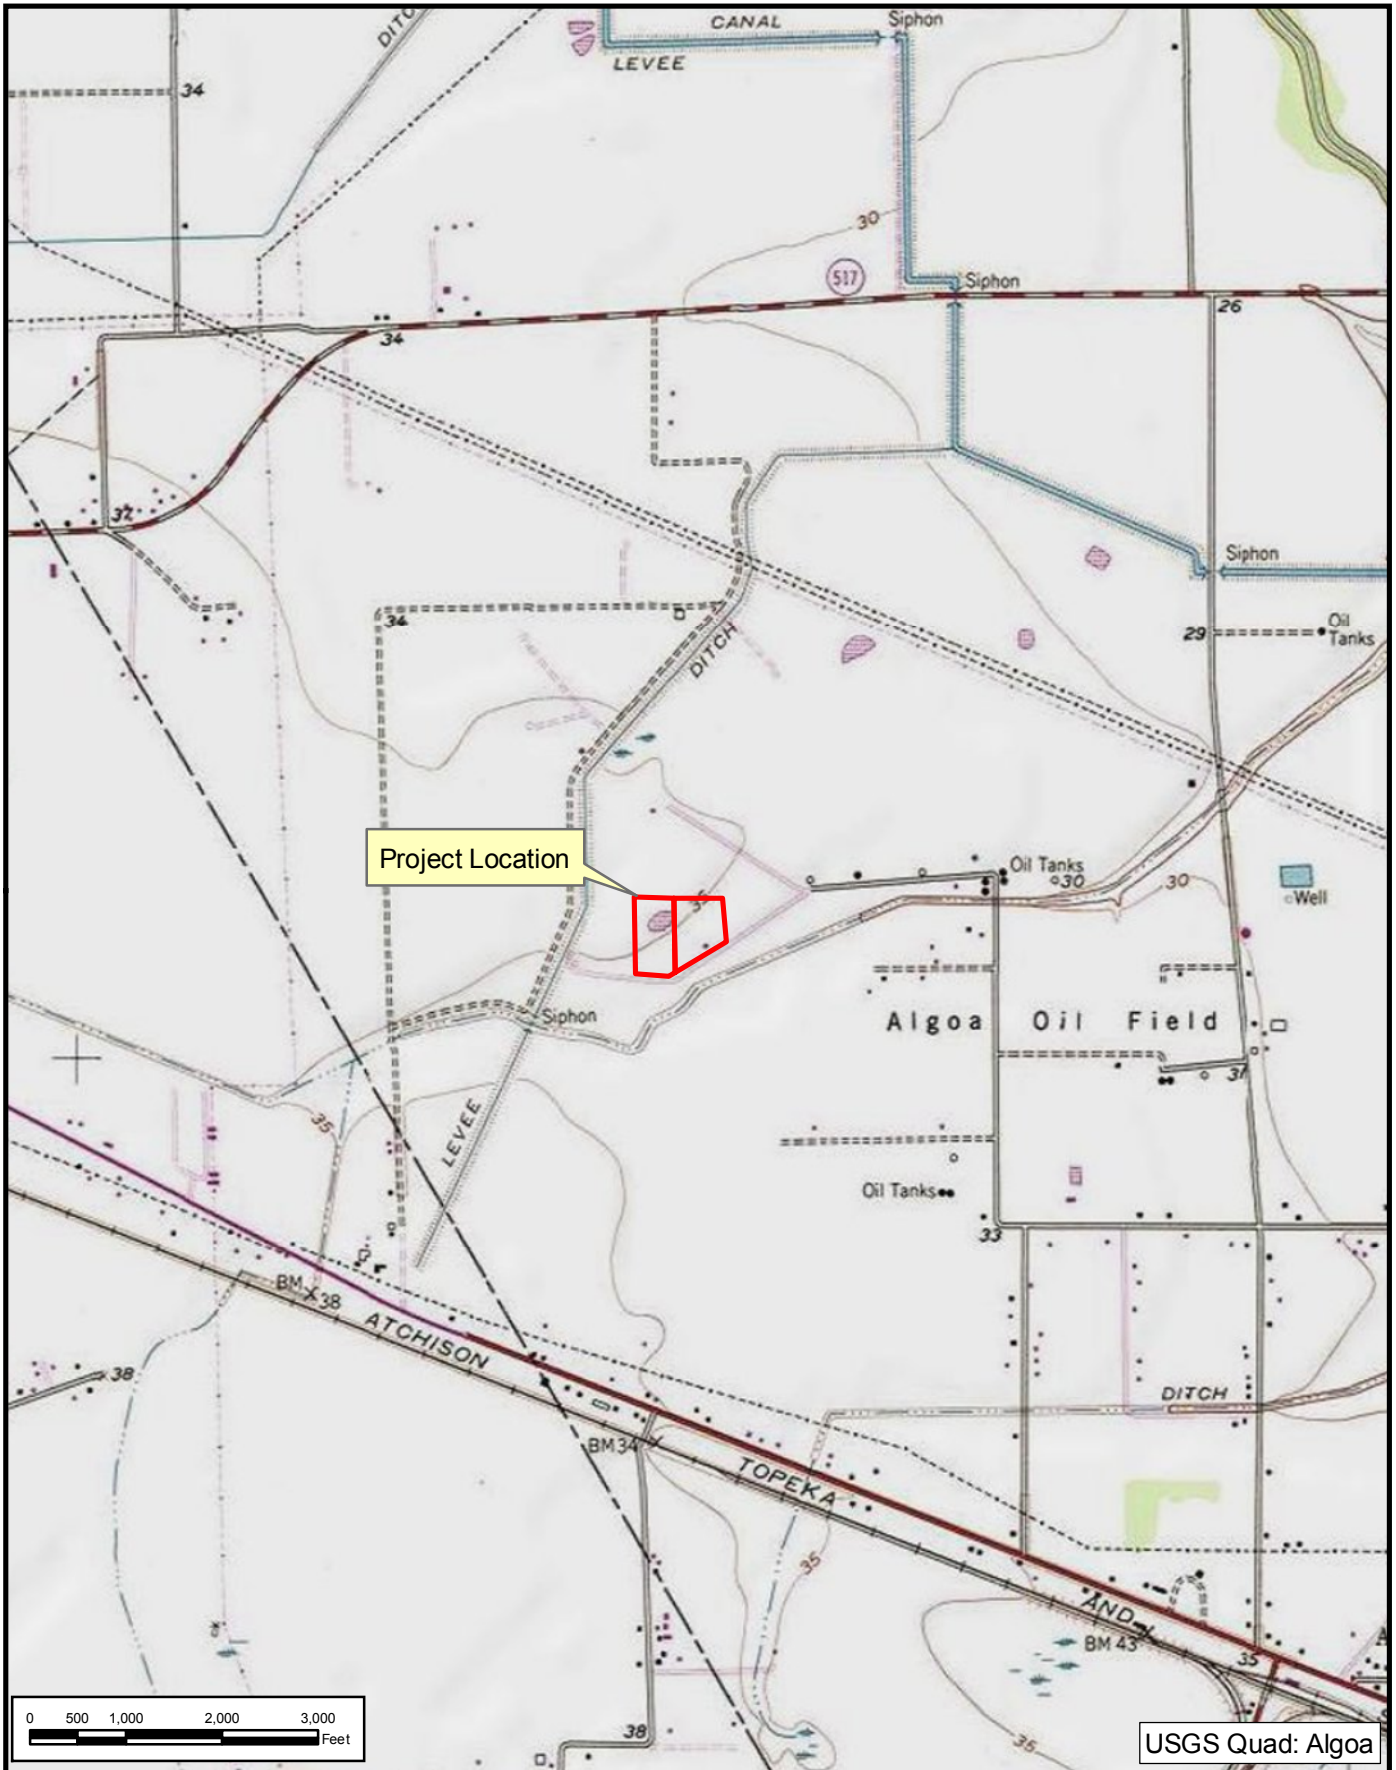 CANAL
Siphon
DITC
LEVEE
34
30
517
Siphon
26
34
32
Siphon
Oil
Tanks
29
34
DITCH
Project Location
Oil Tanks
30
30
35
Well
Siphon
Algoa Oil Field
31
35
LEVEE
Oil Tanks
33
BM
38
ATCHISON
38
DITCH
BM 34
TOPEKA
35
AND
BM 43
35
A
38
35
0 500 1,000 2,000 3,000
Feet
USGS Quad: Algoa